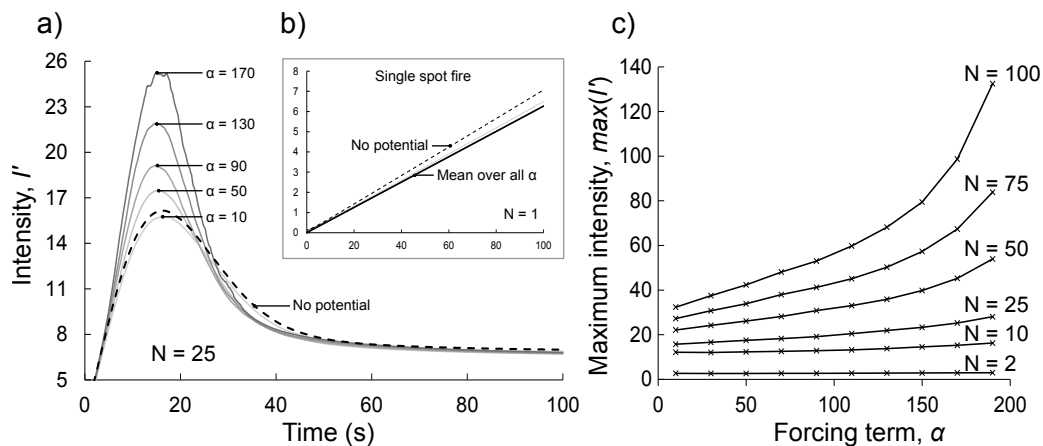 a)
26
23
20
17
14
11
8
5
0
20
40
60
80
100
Intensity, I'
Time (s)
α = 170
α = 130
α = 90
α = 50
α = 10
No potential
N = 25
b)
8
7
6
5
4
3
2
1
0
0
20
40
60
80
100
Single spot fire
No potential
Mean over all α
N = 1
c)
140
120
100
80
60
40
20
0
0
50
100
150
200
Maximum intensity, max(I')
Forcing term, α
N = 100
N = 75
N = 50
N = 25
N = 10
N = 2